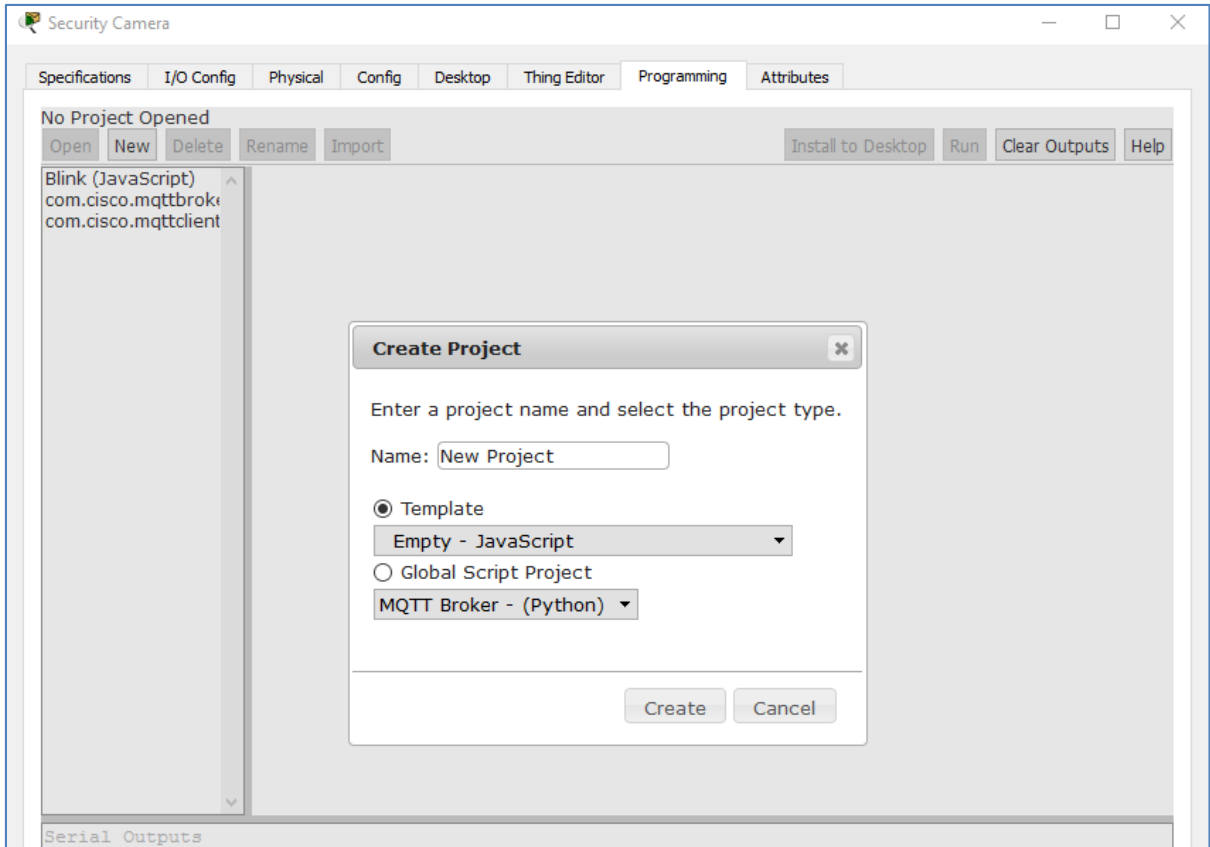 Security Camera
Specifications I/O Config Physical Config Desktop Thing Editor Programming Attributes
No Project Opened
Open New Delete Rename Import Install to Desktop Run Clear Outputs Help
Blink (JavaScript)
com.cisco.mqttbroke
com.cisco.mqttclient
Create Project
Enter a project name and select the project type.
Name: New Project
Template
Empty - JavaScript
Global Script Project
MQTT Broker - (Python)
Create Cancel
Serial Outputs